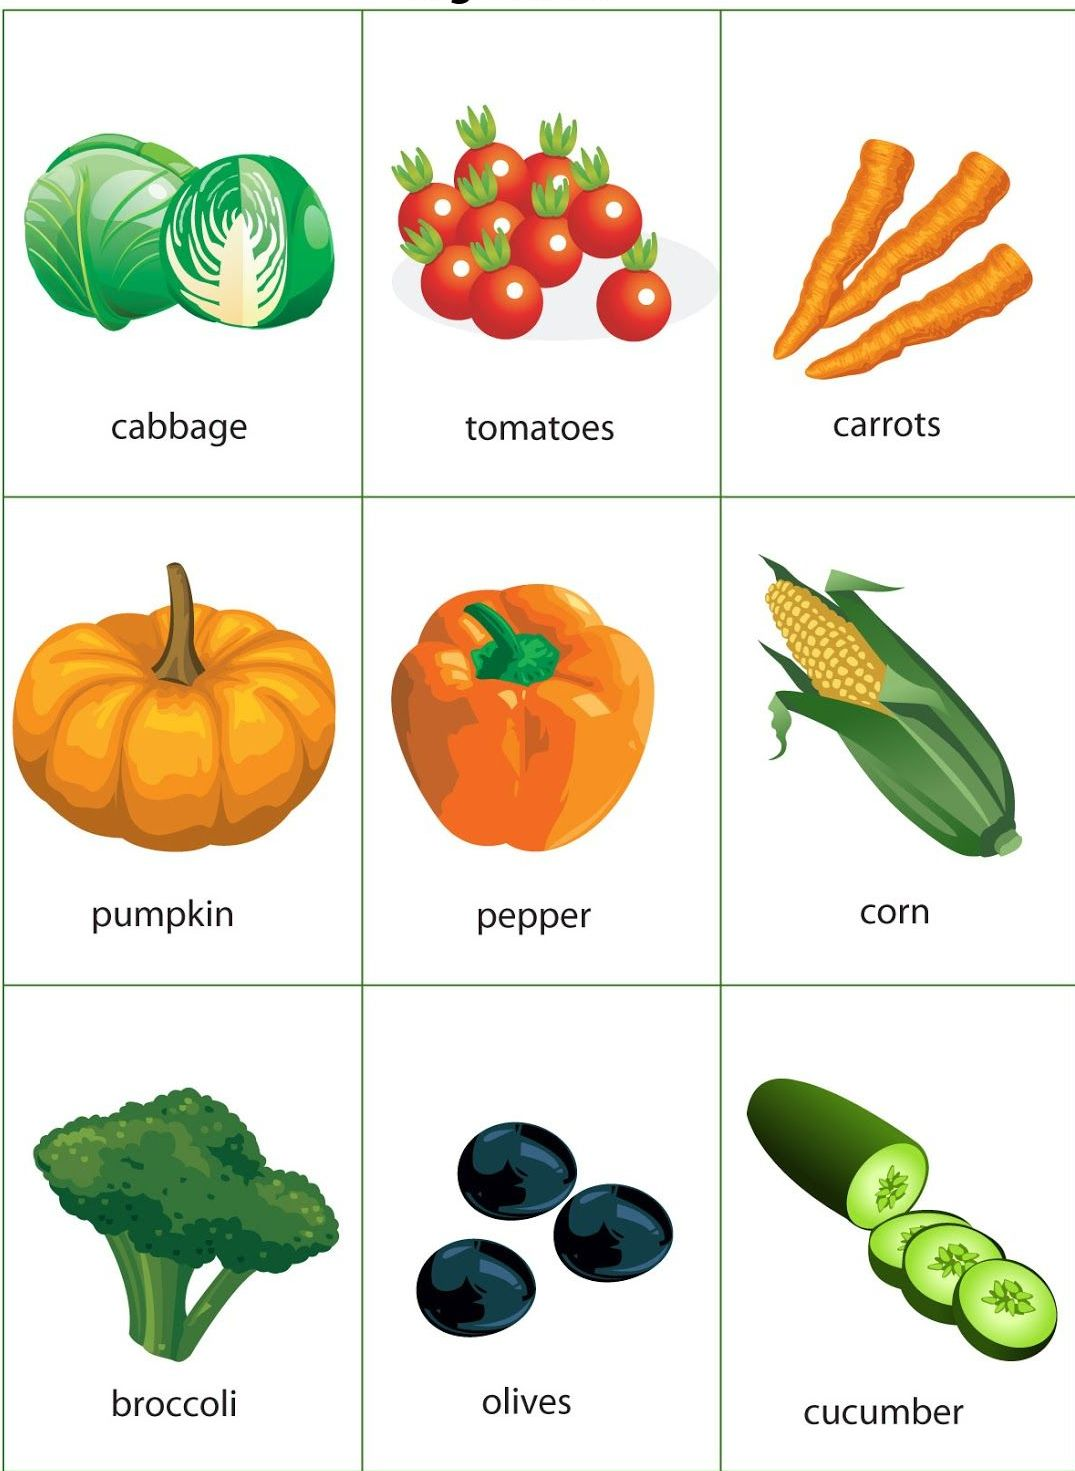 cabbage
tomatoes
carrots
pumpkin
pepper
corn
broccoli
olives
cucumber